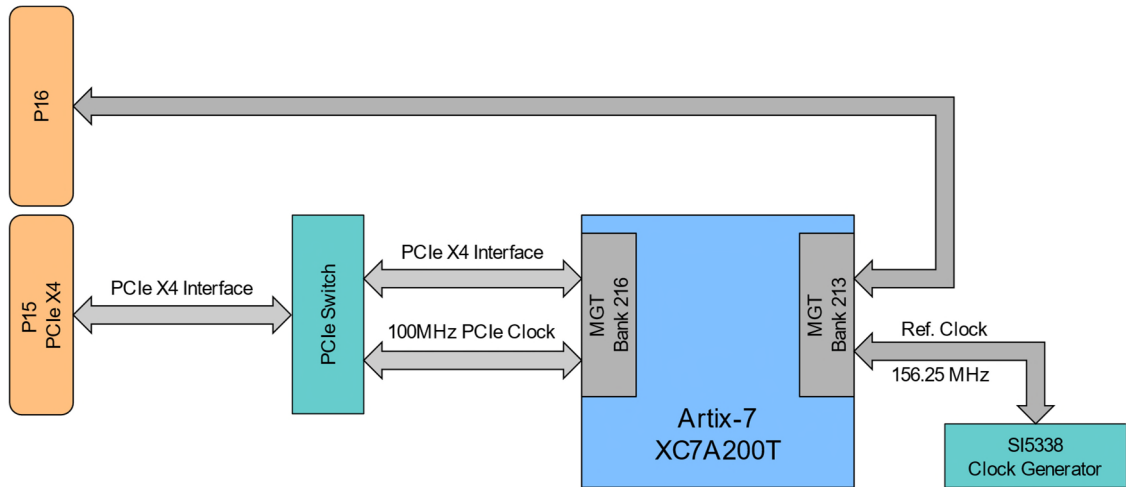 P16
P15
PCIe X4
PCIe X4 Interface
PCIe Switch
PCIe X4 Interface
100MHz PCIe Clock
MGT
Bank 216
MGT
Bank 213
Artix-7
XC7A200T
Ref. Clock
156.25 MHz
SI5338
Clock Generator